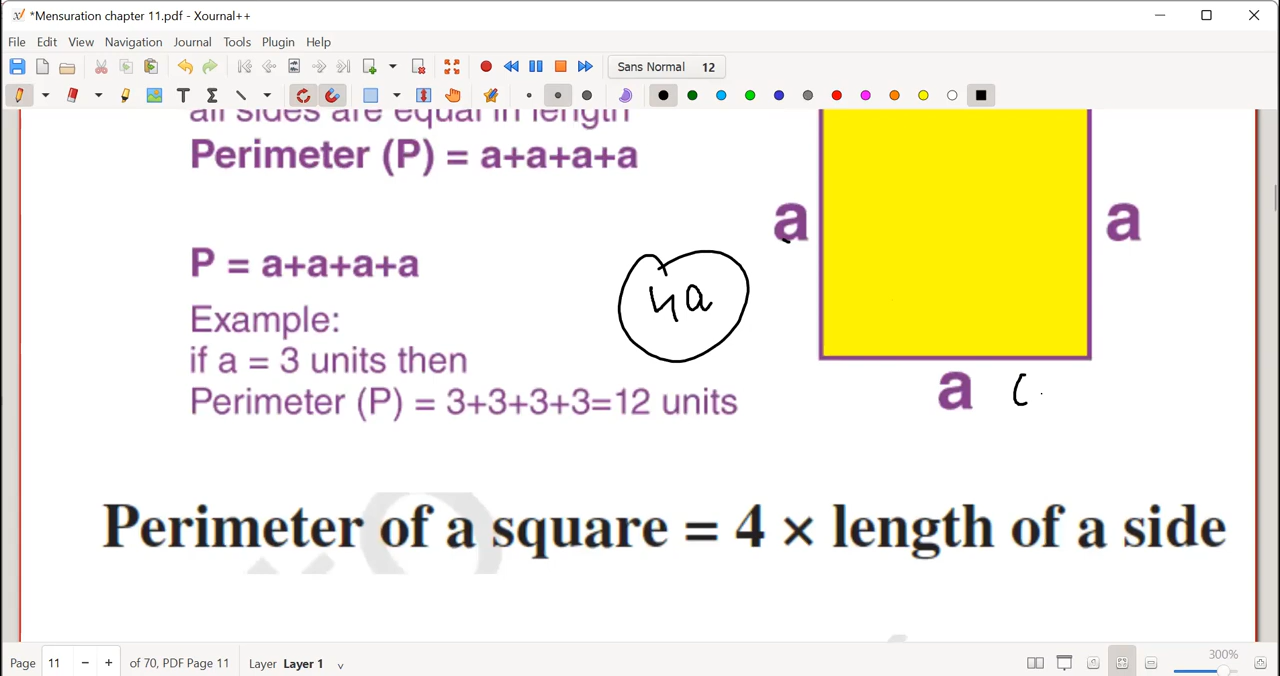 *Mensuration chapter 11.pdf - Xournal++
File Edit View Navigation Journal Tools Plugin Help
Sans Normal 12
all sides are equal in length
Perimeter (P) = a+a+a+a
a a
P = a+a+a+a
4a
Example:
if a = 3 units then
Perimeter (P) = 3+3+3+3=12 units
a (
Perimeter of a square = 4 × length of a side
223%
Page 11 of 70, PDF Page 11 Layer Layer 1 300%